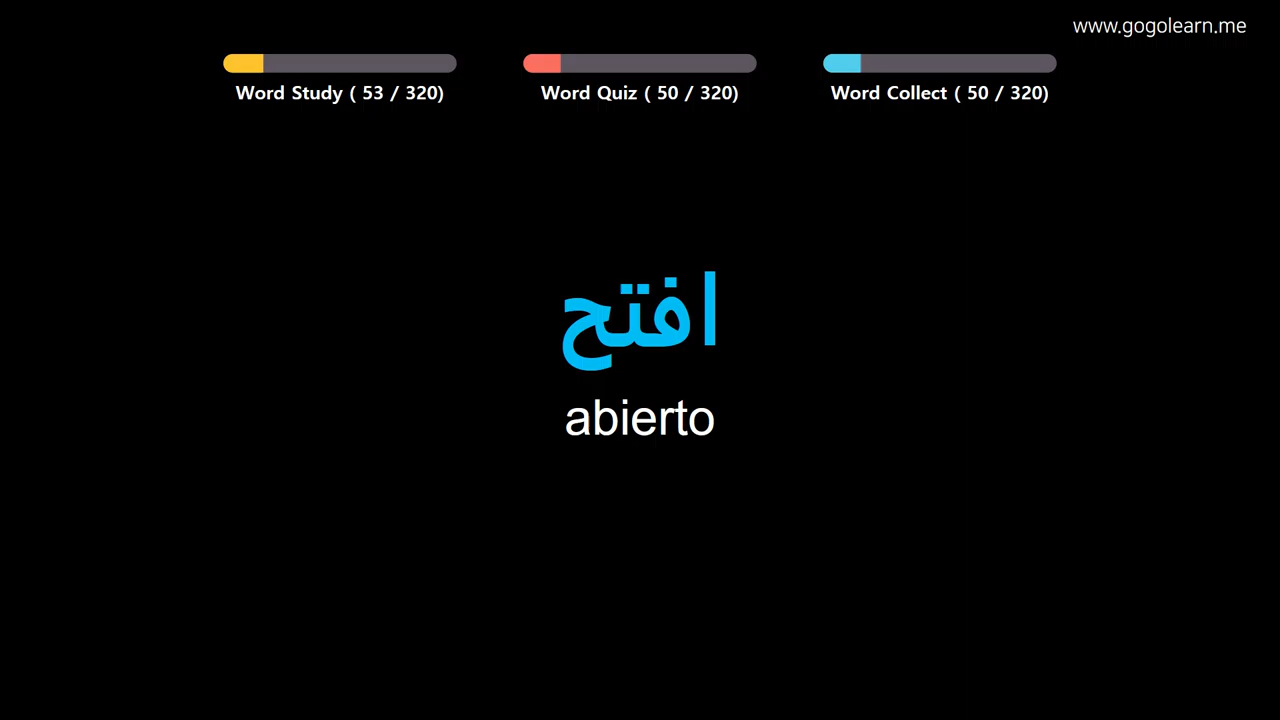 www.gogolearn.me
Word Study ( 53 / 320)
Word Quiz ( 50 / 320)
Word Collect ( 50 / 320)
افتح
abierto